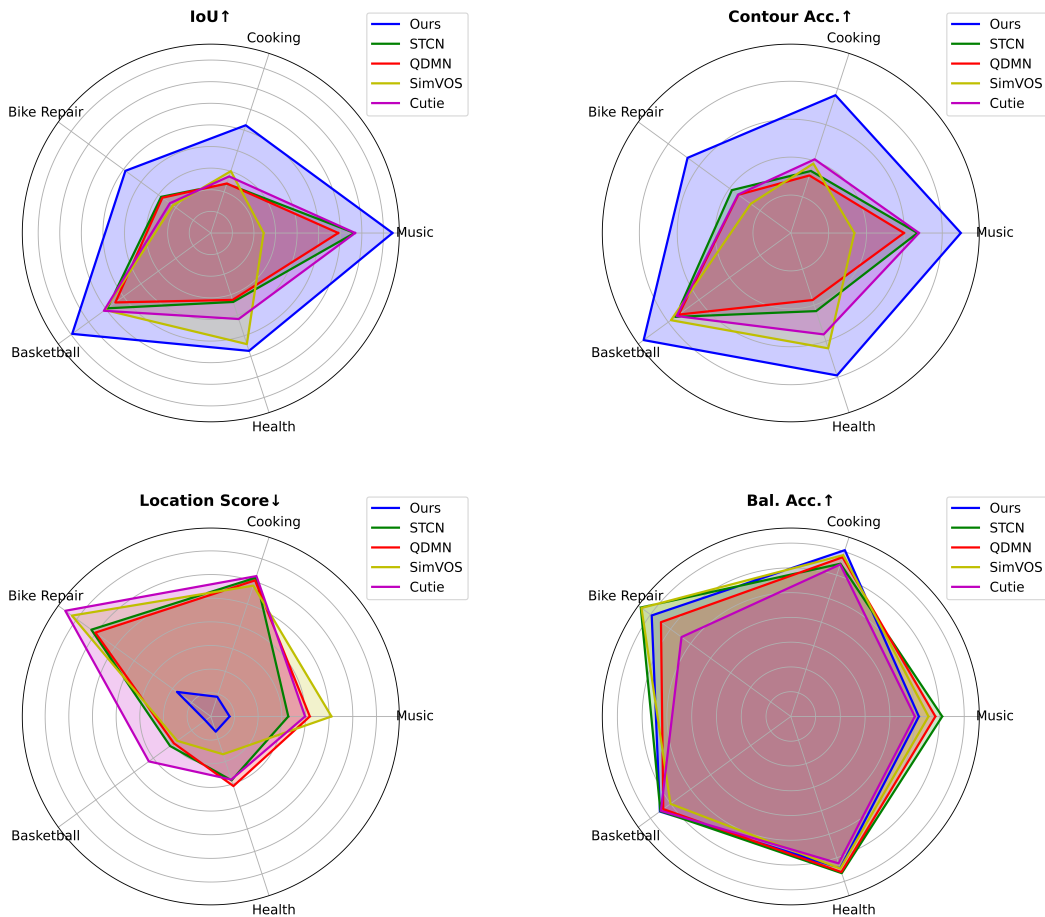 IoU↑
Cooking
Bike Repair
Music
Basketball
Health
Ours
STCN
QDMN
SimVOS
Cutie
Contour Acc.↑
Cooking
Bike Repair
Music
Basketball
Health
Ours
STCN
QDMN
SimVOS
Cutie
Location Score↓
Cooking
Bike Repair
Music
Basketball
Health
Ours
STCN
QDMN
SimVOS
Cutie
Bal. Acc.↑
Cooking
Bike Repair
Music
Basketball
Health
Ours
STCN
QDMN
SimVOS
Cutie